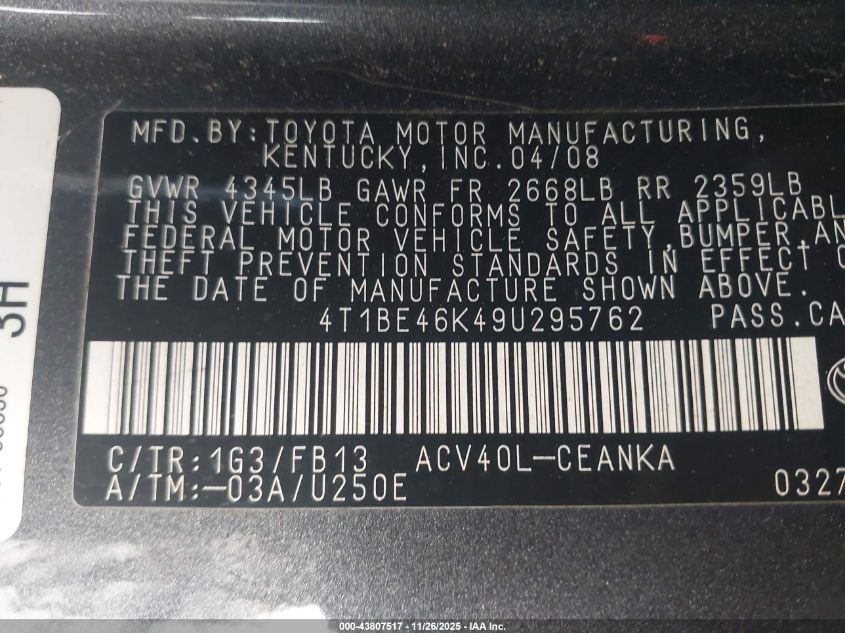 MFD.BY:TOYOTA MOTOR MANUFACTURING,
KENTUCKY,INC.04/08
GVWR 4345LB GAWR FR 2668LB RR 2359LB
THIS VEHICLE CONFORMS TO ALL APPLICABL
FEDERAL MOTOR VEHICLE SAFETY,BUMPER,AN
THEFT PREVENTION STANDARDS IN EFFECT O
THE DATE OF MANUFACTURE SHOWN ABOVE.
4T1BE46K49U295762 PASS.CA
C/TR:1G3/FB13 ACV40L-CEANKA
A/TM:-03A/U250E 0327
3H
000-43807517 - 11/26/2025 - IAA, Inc.